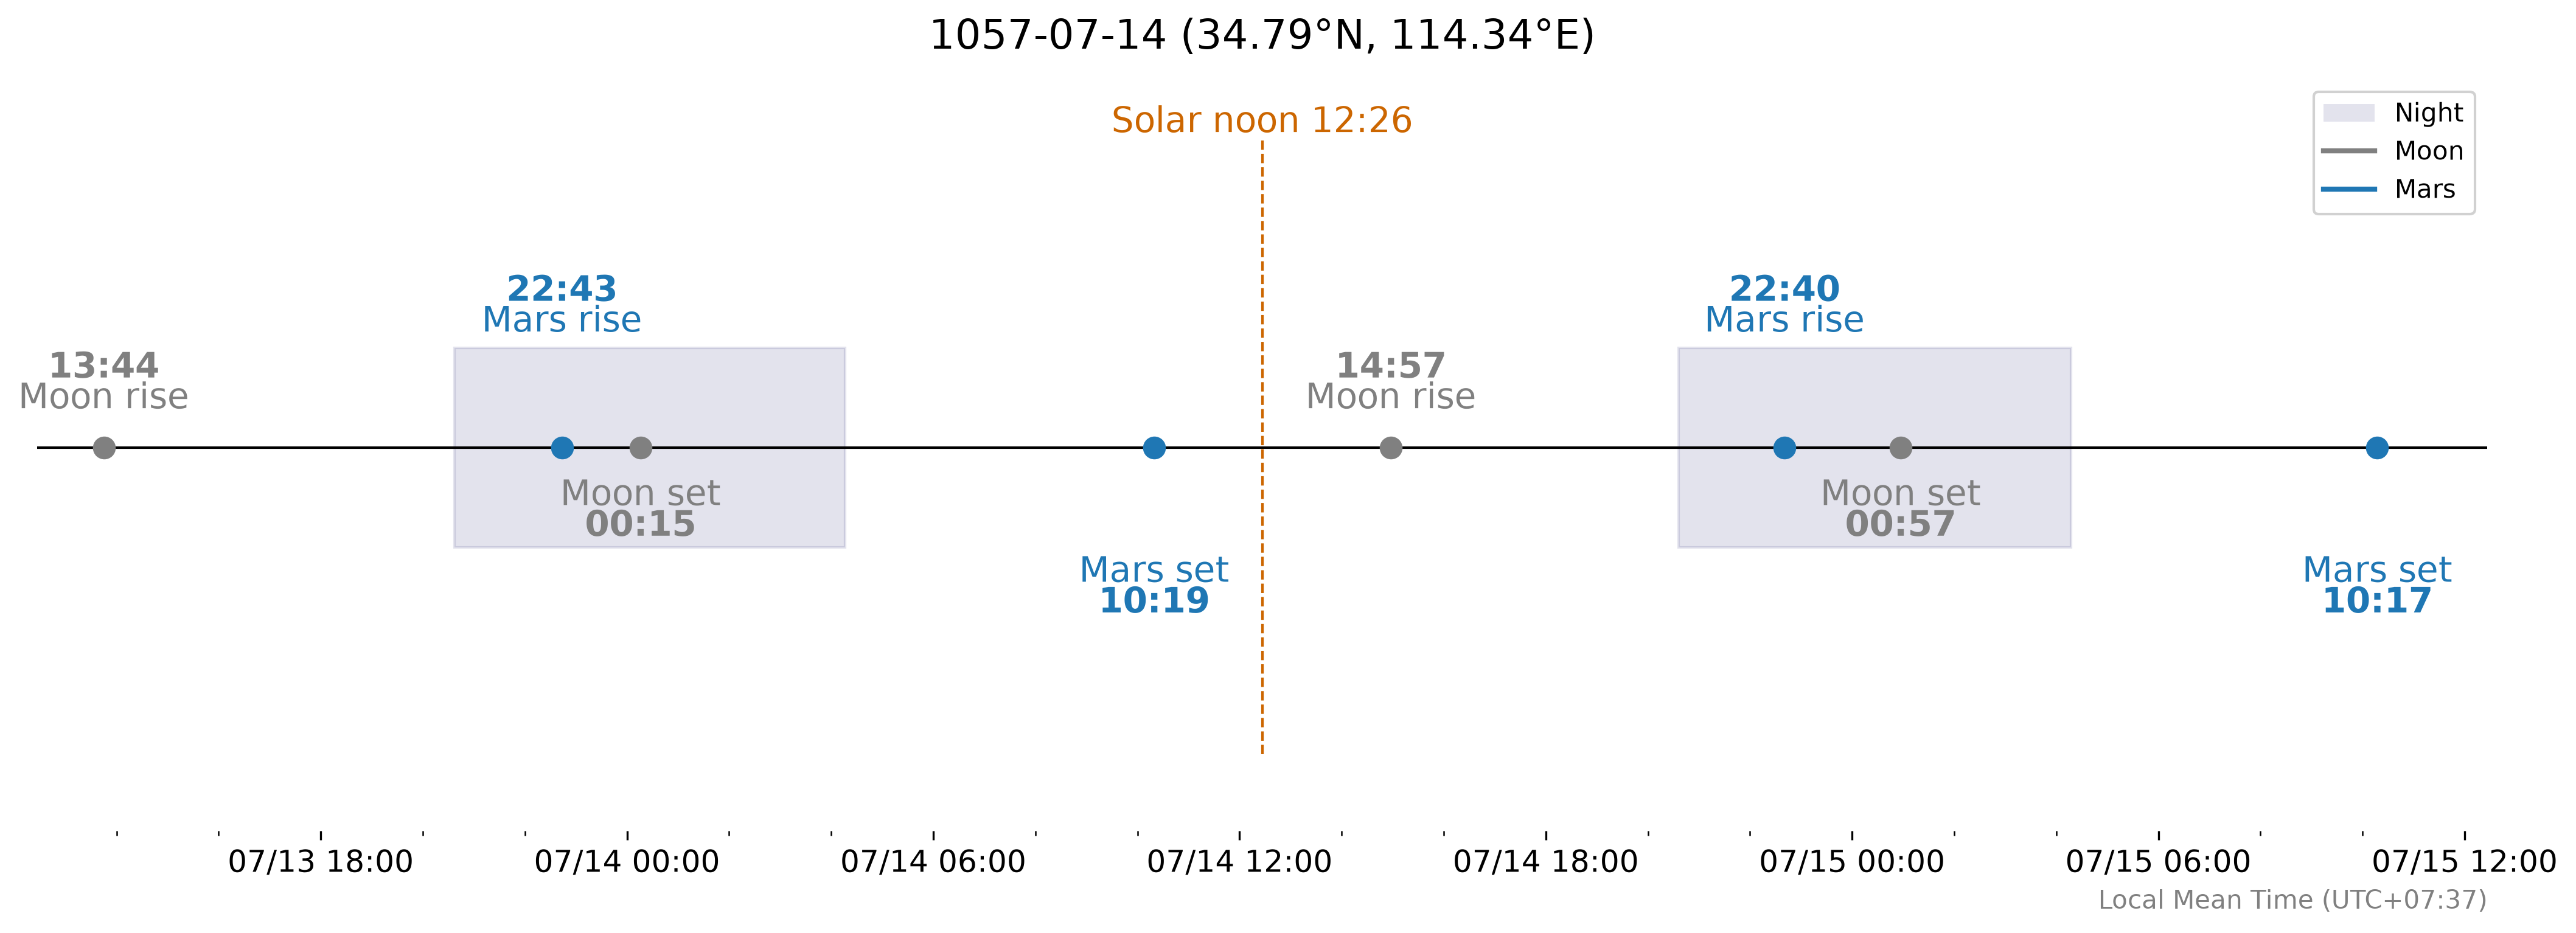 1057-07-14 (34.79°N, 114.34°E)
Solar noon 12:26
Night
Moon
Mars
22:43
Mars rise
22:40
Mars rise
13:44
Moon rise
14:57
Moon rise
Moon set
00:15
Moon set
00:57
Mars set
10:19
Mars set
10:17
07/13 18:00
07/14 00:00
07/14 06:00
07/14 12:00
07/14 18:00
07/15 00:00
07/15 06:00
07/15 12:00
Local Mean Time (UTC+07:37)